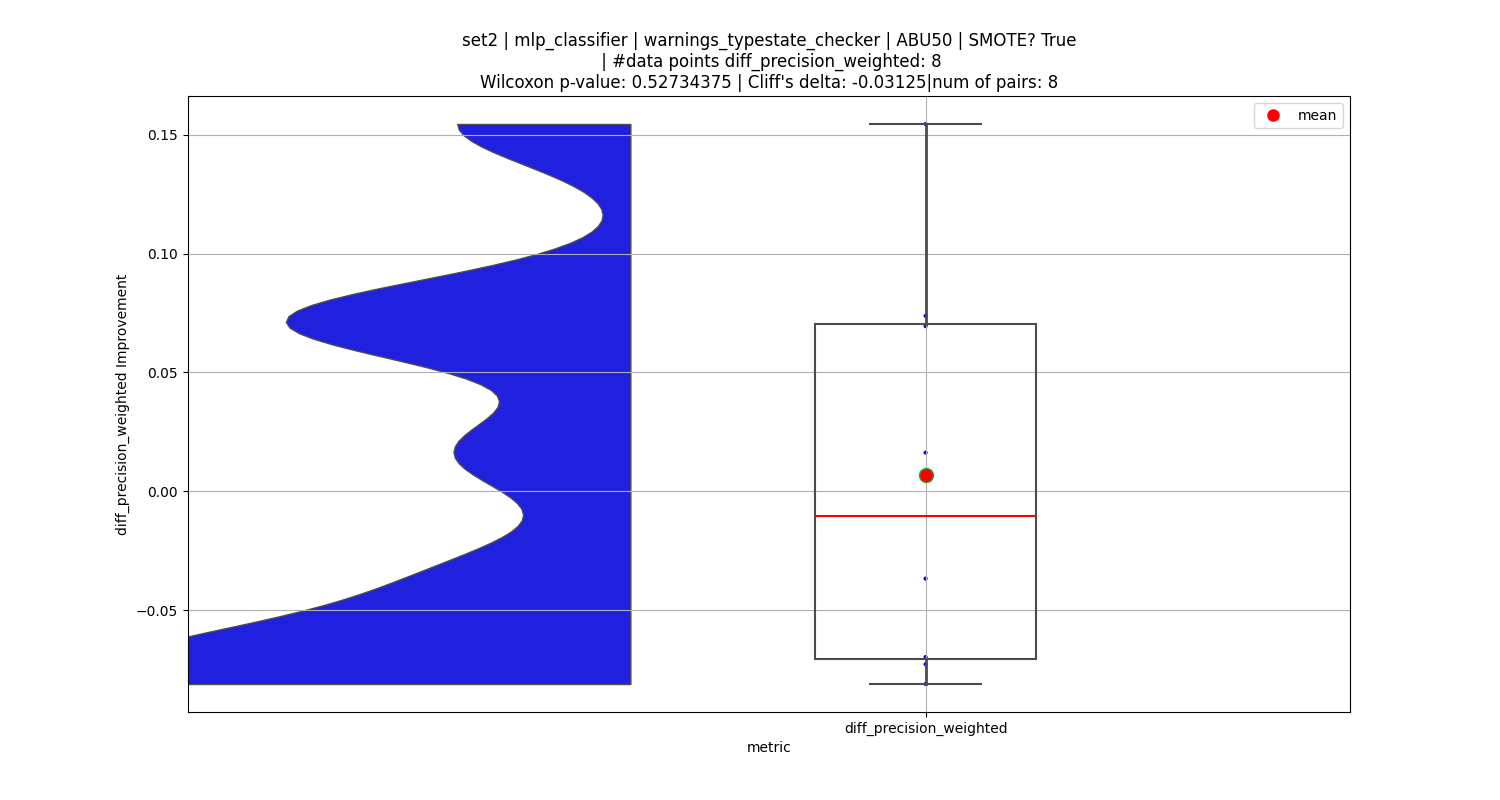 set2 | mlp_classifier | warnings_typestate_checker | ABU50 | SMOTE? True
| #data points diff_precision_weighted: 8
Wilcoxon p-value: 0.52734375 | Cliff's delta: -0.03125|num of pairs: 8
mean
0.15
0.10
0.05
0.00
−0.05
diff_precision_weighted Improvement
diff_precision_weighted
metric